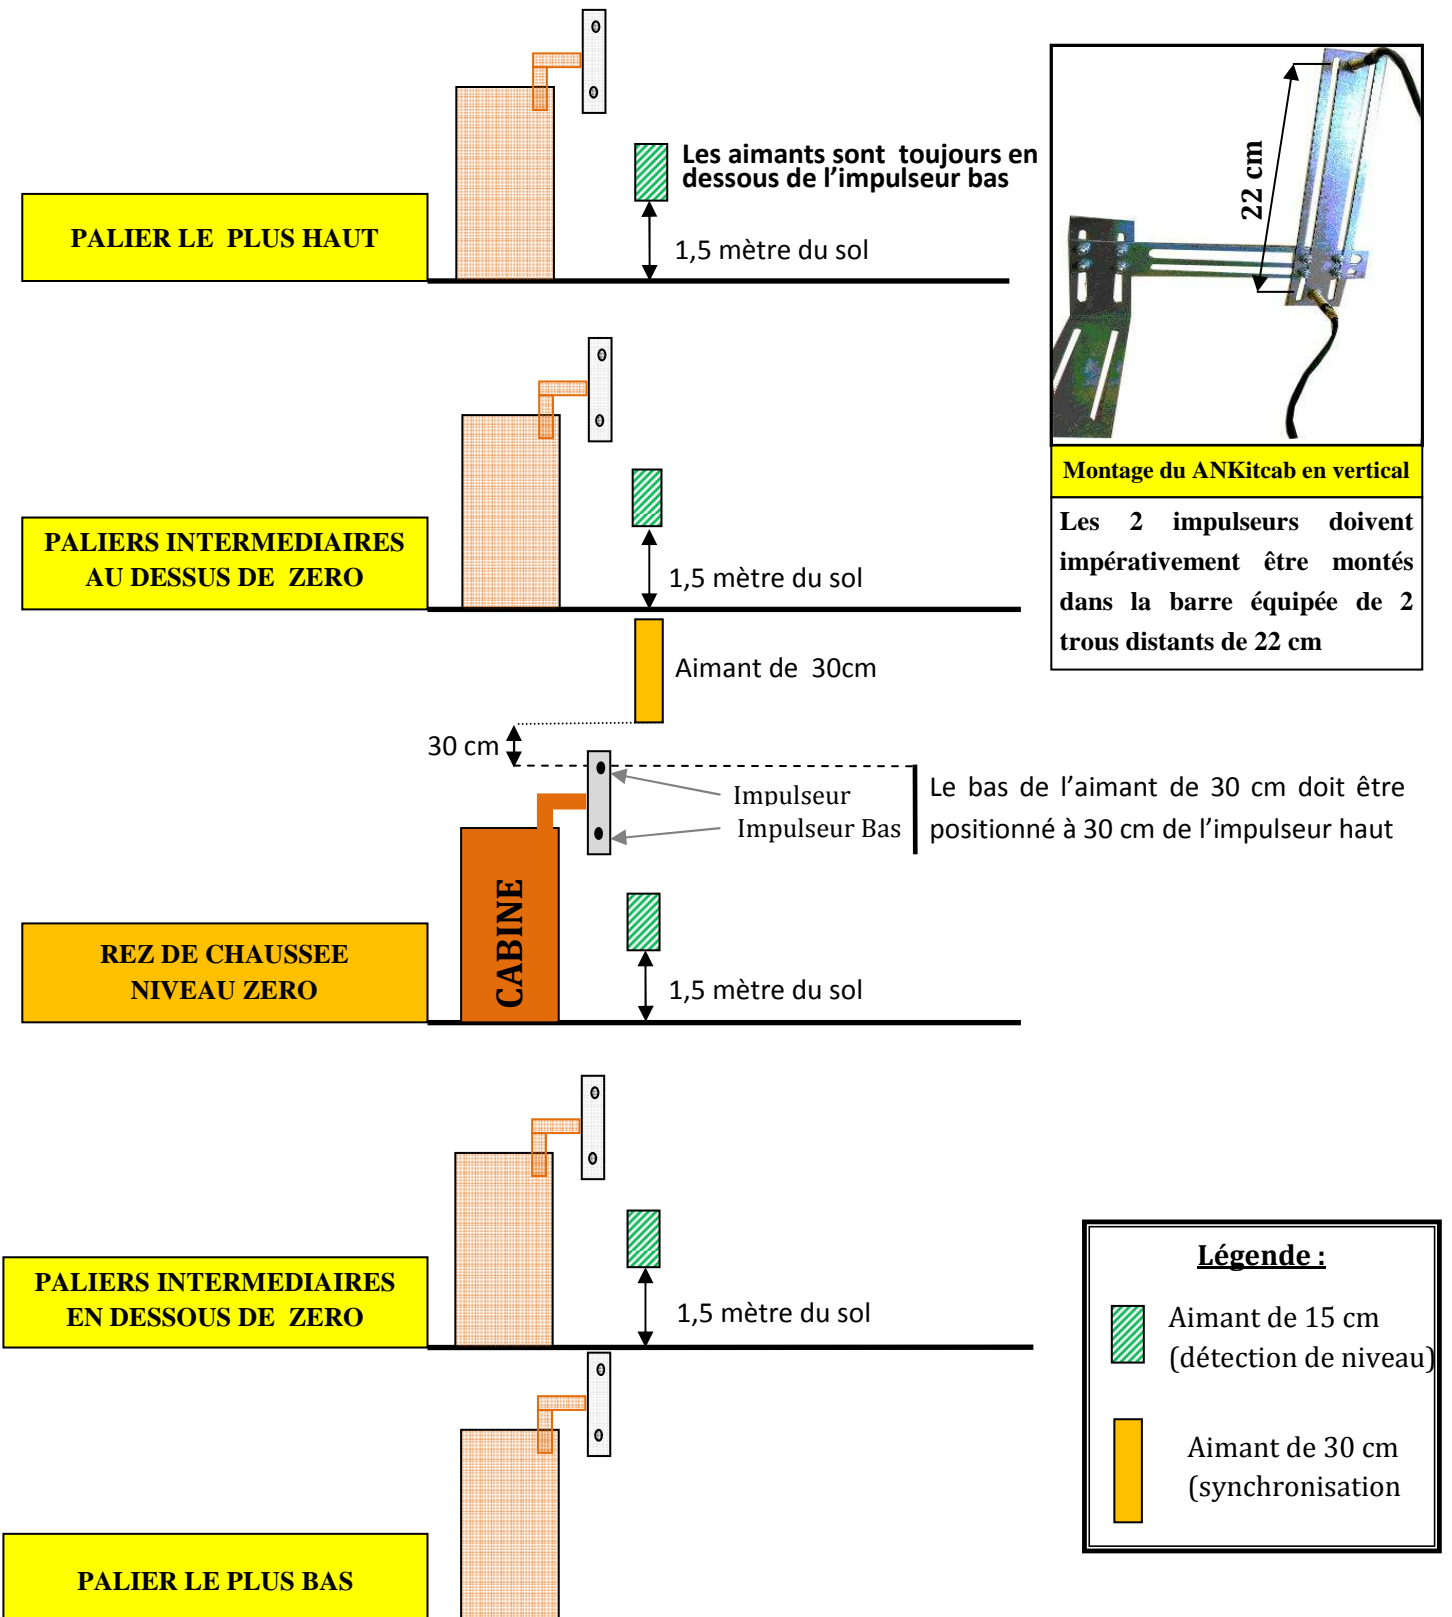 Les aimants sont toujours en
dessous de l’impulseur bas
PALIER LE PLUS HAUT
1,5 mètre du sol
22 cm
Montage du ANKitcab en vertical
Les 2 impulseurs doivent
impérativement être montés
dans la barre équipée de 2
trous distants de 22 cm
PALIERS INTERMEDIAIRES
AU DESSUS DE ZERO
1,5 mètre du sol
Aimant de 30cm
30 cm
Impulseur
Impulseur Bas
Le bas de l’aimant de 30 cm doit être
positionné à 30 cm de l’impulseur haut
CABINE
REZ DE CHAUSSEE
NIVEAU ZERO
1,5 mètre du sol
PALIERS INTERMEDIAIRES
EN DESSOUS DE ZERO
1,5 mètre du sol
Légende :
Aimant de 15 cm
(détection de niveau)
Aimant de 30 cm
(synchronisation
PALIER LE PLUS BAS